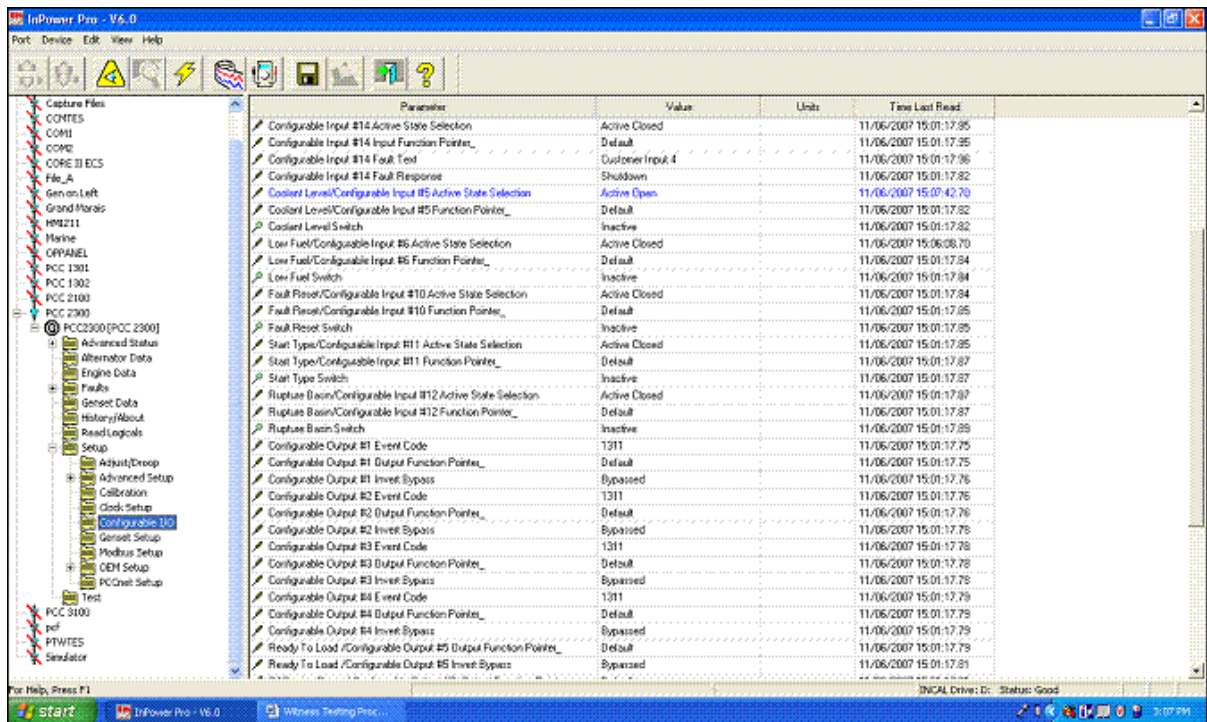 InPower Pro - V6.0
Port Device Edit View Help
Capture Files
CCMTES
COM1
COM2
CORE II ECS
File_A
Gen on Left
Grand Marais
HMI211
Marine
OPPANEL
PCC 1301
PCC 1302
PCC 2100
PCC 2300
PCC2300 [PCC 2300]
Advanced Status
Alternator Data
Engine Data
Faults
Genset Data
History/About
Read Logicals
Setup
Adjust/Droop
Advanced Setup
Calibration
Clock Setup
Configurable I/O
Genset Setup
Modbus Setup
OEM Setup
PCCnet Setup
Test
PCC 3100
pcf
PTWTES
Simulator
Parameter Value Units Time Last Read
Configurable Input #14 Active State Selection Active Closed 11/06/2007 15:01:17.95
Configurable Input #14 Input Function Pointer_ Default 11/06/2007 15:01:17.95
Configurable Input #14 Fault Text Customer Input 4 11/06/2007 15:01:17.96
Configurable Input #14 Fault Response Shutdown 11/06/2007 15:01:17.82
Coolant Level/Configurable Input #5 Active State Selection Active Open 11/06/2007 15:07:42.70
Coolant Level/Configurable Input #5 Function Pointer_ Default 11/06/2007 15:01:17.82
Coolant Level Switch Inactive 11/06/2007 15:01:17.82
Low Fuel/Configurable Input #6 Active State Selection Active Closed 11/06/2007 15:06:08.70
Low Fuel/Configurable Input #6 Function Pointer_ Default 11/06/2007 15:01:17.84
Low Fuel Switch Inactive 11/06/2007 15:01:17.84
Fault Reset/Configurable Input #10 Active State Selection Active Closed 11/06/2007 15:01:17.84
Fault Reset/Configurable Input #10 Function Pointer_ Default 11/06/2007 15:01:17.85
Fault Reset Switch Inactive 11/06/2007 15:01:17.85
Start Type/Configurable Input #11 Active State Selection Active Closed 11/06/2007 15:01:17.85
Start Type/Configurable Input #11 Function Pointer_ Default 11/06/2007 15:01:17.87
Start Type Switch Inactive 11/06/2007 15:01:17.87
Rupture Basin/Configurable Input #12 Active State Selection Active Closed 11/06/2007 15:01:17.87
Rupture Basin/Configurable Input #12 Function Pointer_ Default 11/06/2007 15:01:17.87
Rupture Basin Switch Inactive 11/06/2007 15:01:17.89
Configurable Output #1 Event Code 1311 11/06/2007 15:01:17.75
Configurable Output #1 Output Function Pointer_ Default 11/06/2007 15:01:17.75
Configurable Output #1 Invert Bypass Bypassed 11/06/2007 15:01:17.76
Configurable Output #2 Event Code 1311 11/06/2007 15:01:17.76
Configurable Output #2 Output Function Pointer_ Default 11/06/2007 15:01:17.76
Configurable Output #2 Invert Bypass Bypassed 11/06/2007 15:01:17.78
Configurable Output #3 Event Code 1311 11/06/2007 15:01:17.78
Configurable Output #3 Output Function Pointer_ Default 11/06/2007 15:01:17.78
Configurable Output #3 Invert Bypass Bypassed 11/06/2007 15:01:17.78
Configurable Output #4 Event Code 1311 11/06/2007 15:01:17.79
Configurable Output #4 Output Function Pointer_ Default 11/06/2007 15:01:17.79
Configurable Output #4 Invert Bypass Bypassed 11/06/2007 15:01:17.79
Ready To Load /Configurable Output #5 Output Function Pointer_ Default 11/06/2007 15:01:17.79
Ready To Load /Configurable Output #5 Invert Bypass Bypassed 11/06/2007 15:01:17.81
For Help, Press F1 INCAL Drive: D: Status: Good
start InPower Pro - V6.0 Witness Testing Proc... 3:07 PM